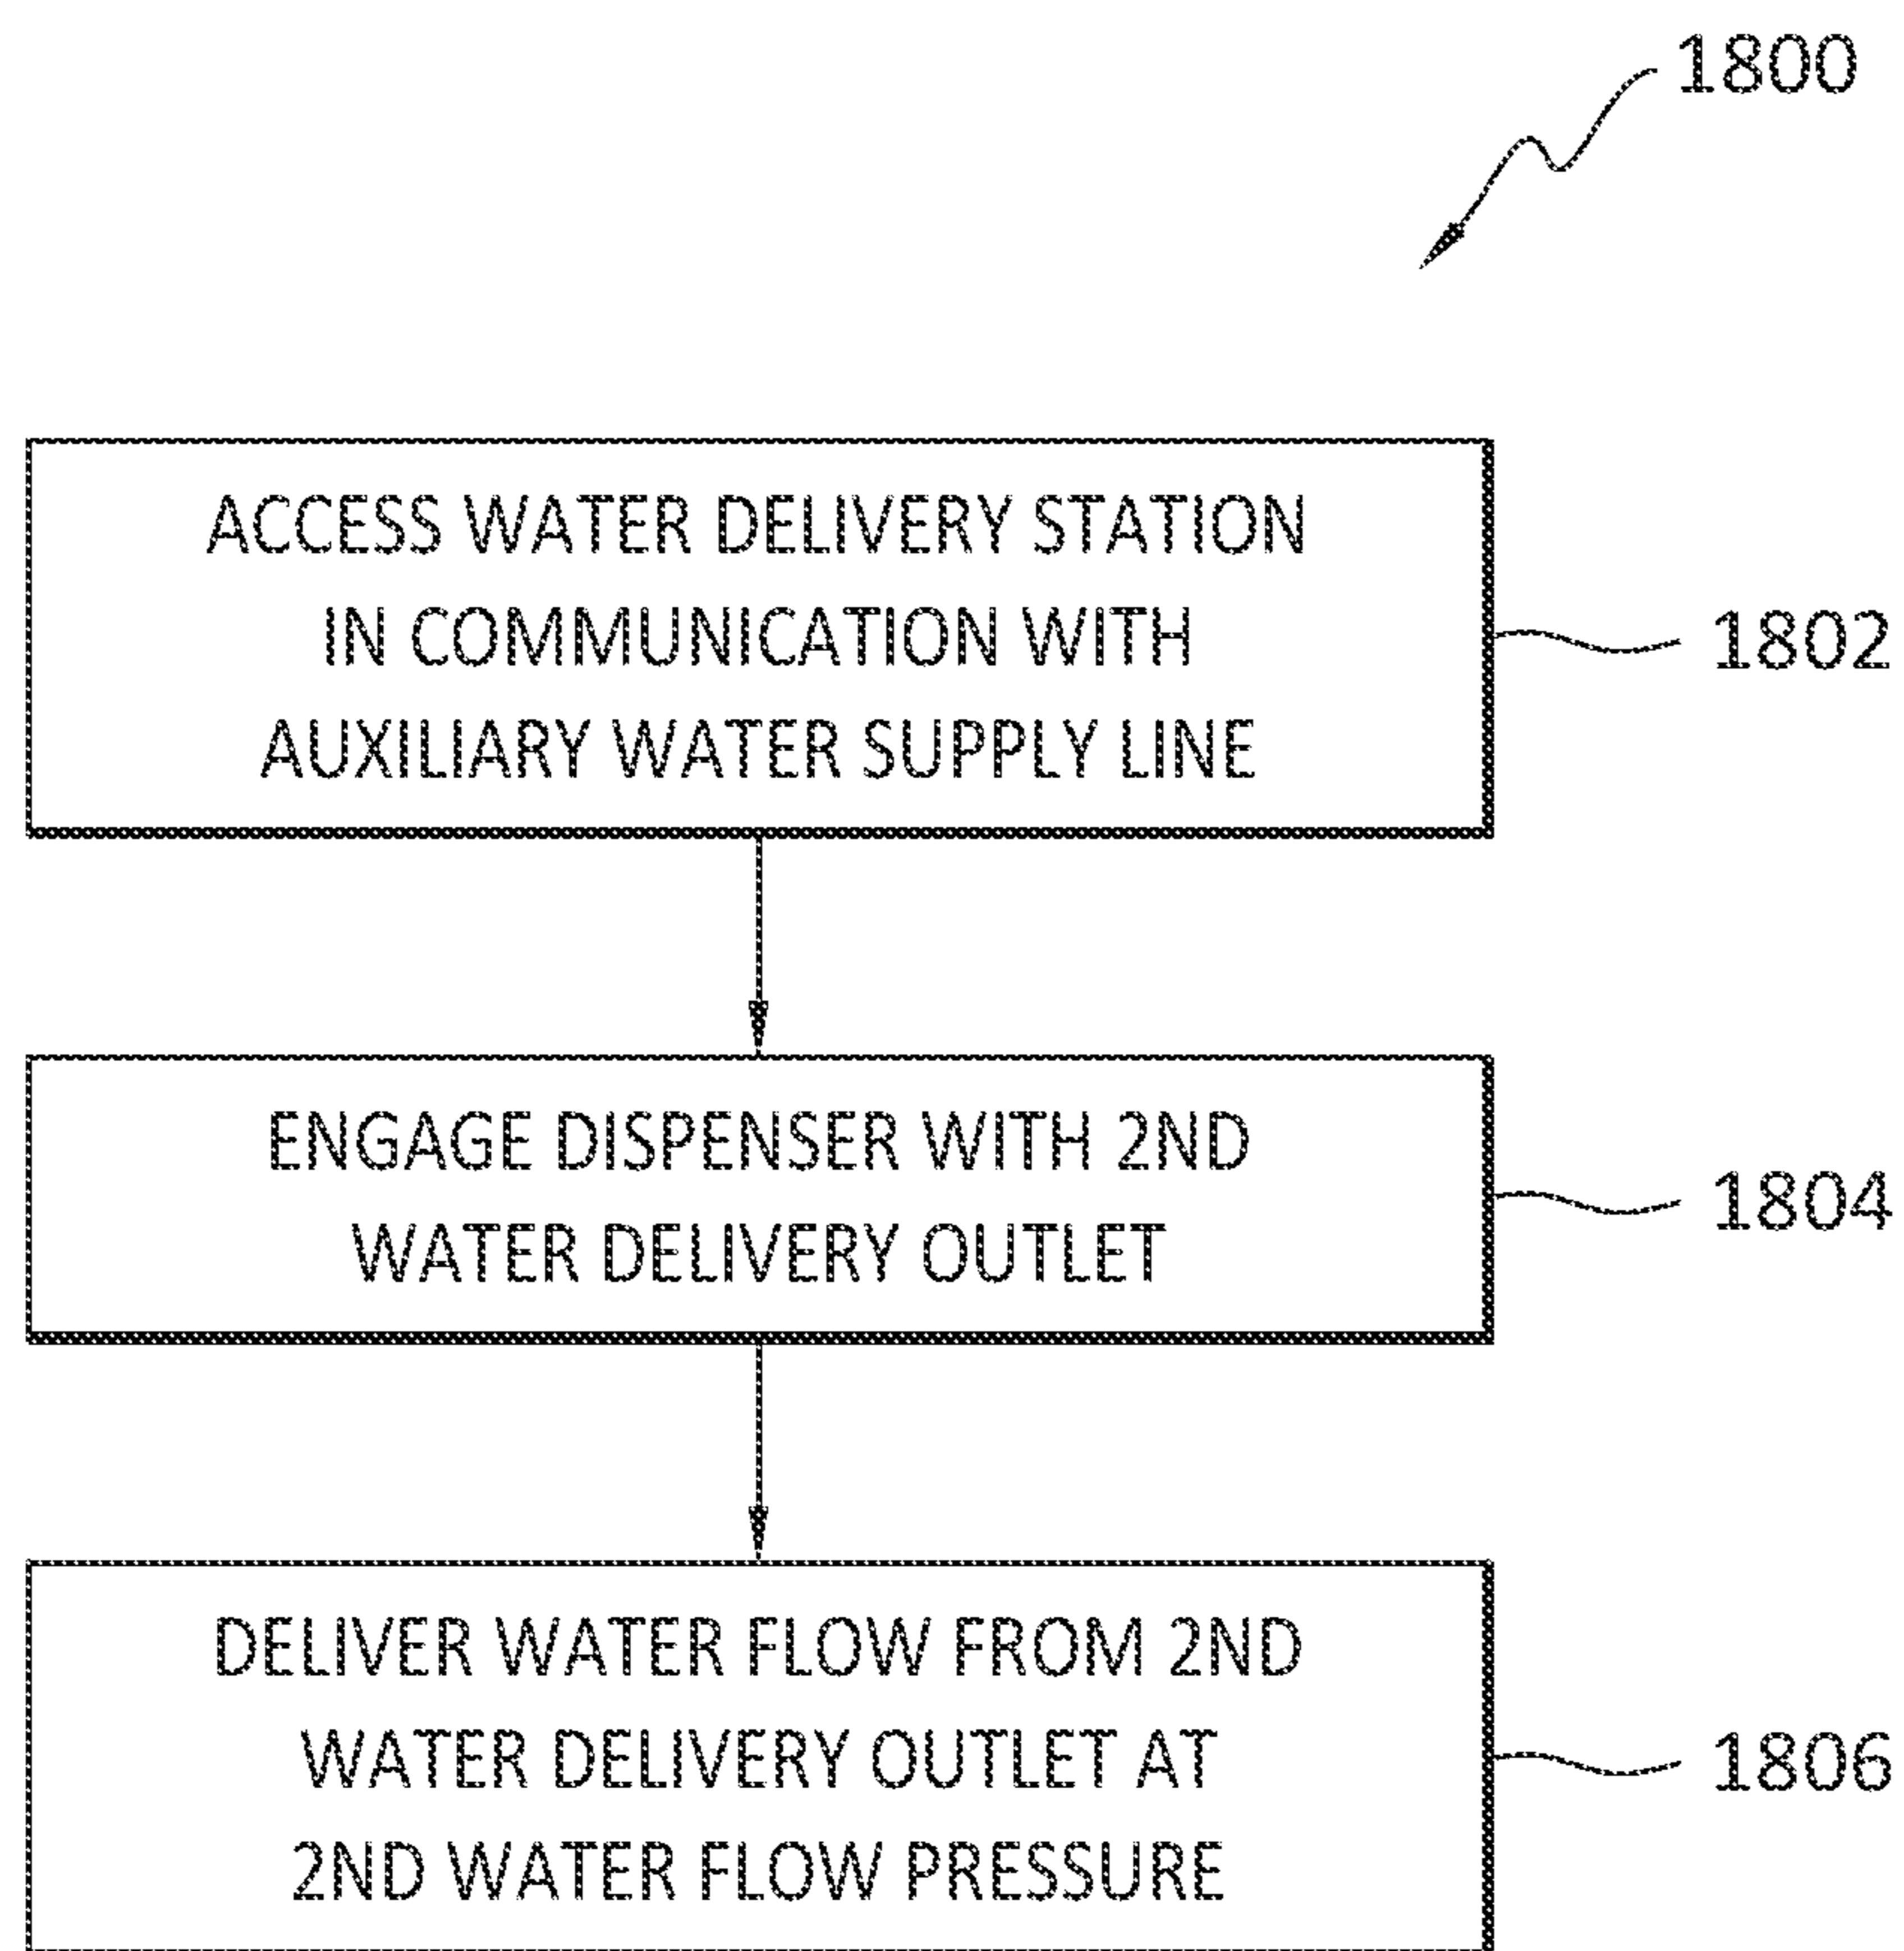 1800
ACCESS WATER DELIVERY STATION
IN COMMUNICATION WITH
AUXILIARY WATER SUPPLY LINE
1802
ENGAGE DISPENSER WITH 2ND
WATER DELIVERY OUTLET
1804
DELIVER WATER FLOW FROM 2ND
WATER DELIVERY OUTLET AT
2ND WATER FLOW PRESSURE
1806